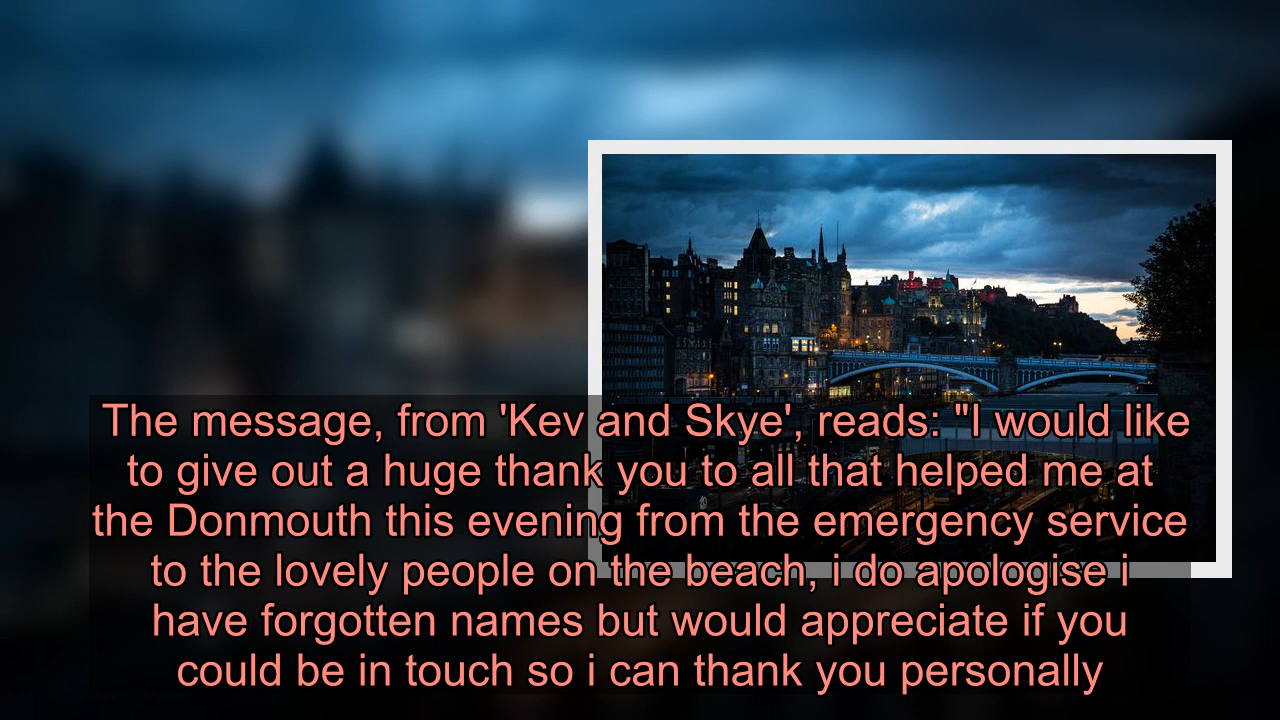 The message, from 'Kev and Skye', reads: "I would like
to give out a huge thank you to all that helped me at
the Donmouth this evening from the emergency service
to the lovely people on the beach, i do apologise i
have forgotten names but would appreciate if you
could be in touch so i can thank you personally